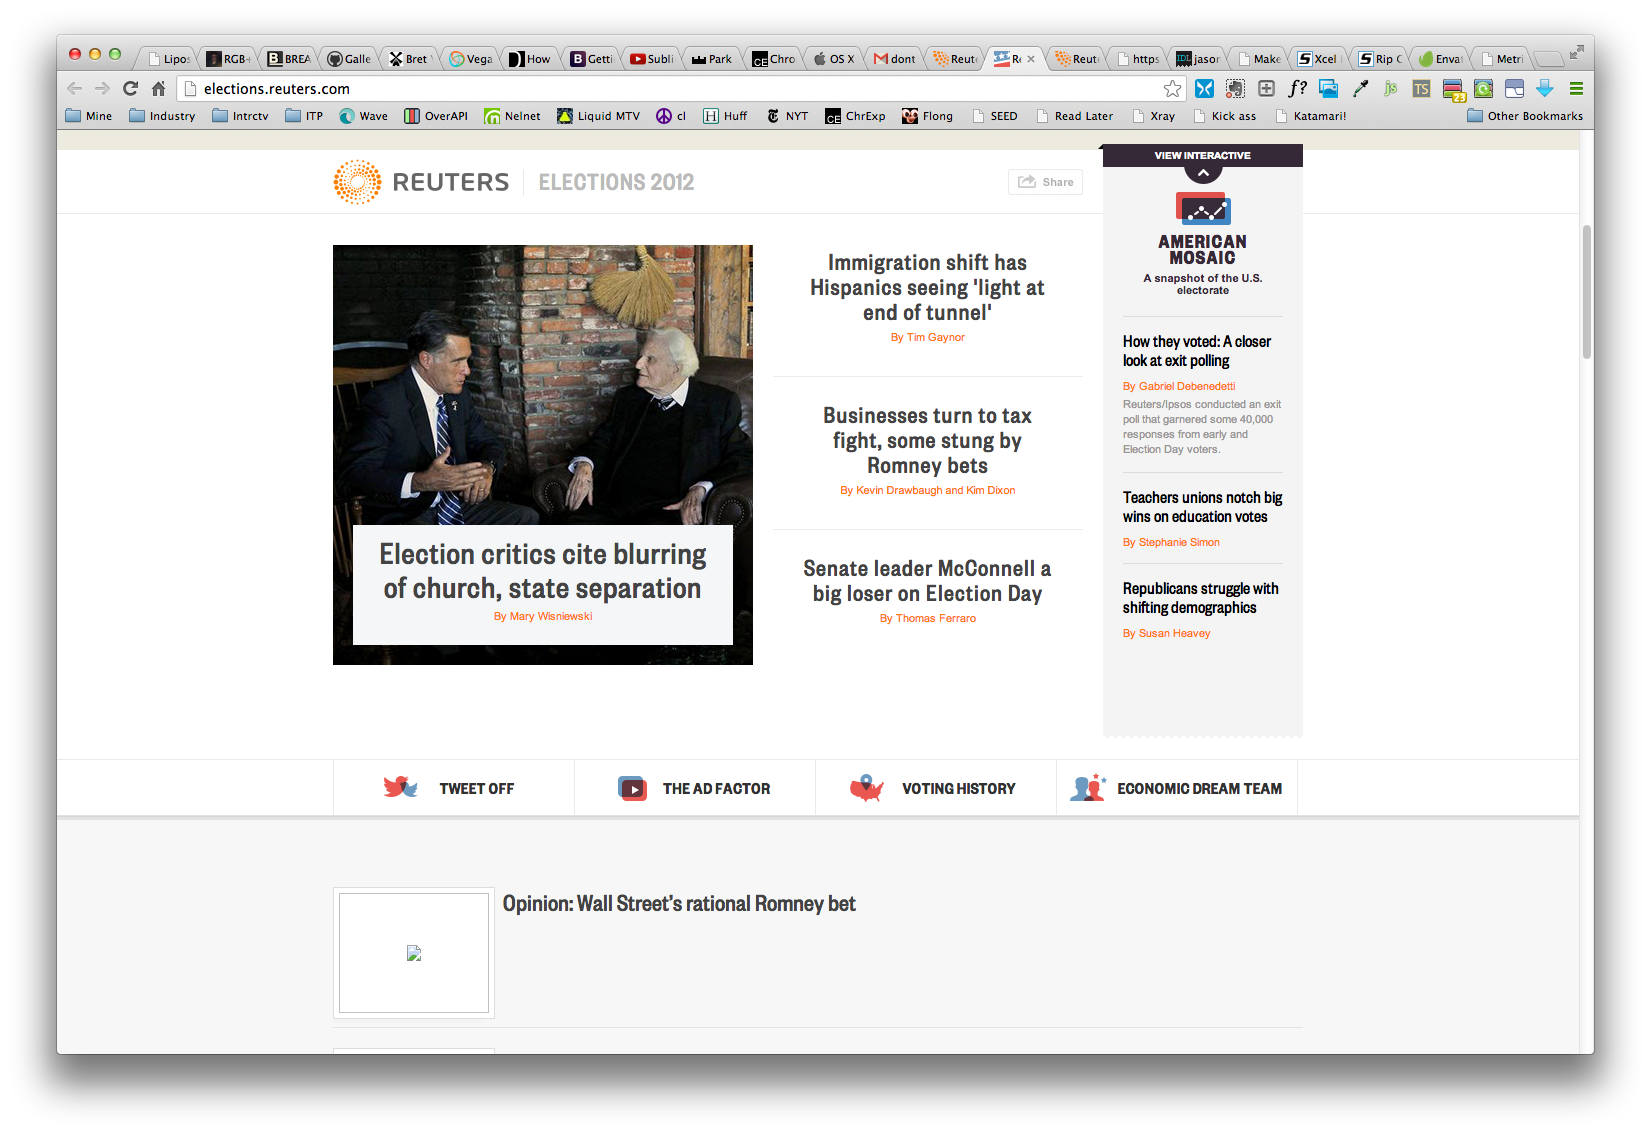 Lipos
RGB+
BREA
Galle
Bret
Vega
How
Getti
Subli
Park
Chro
OS X
dont
Reut
Re
Reut
https
jason
Make
Xcel
Rip C
Envat
Metri
elections.reuters.com
Mine
Industry
Intrctv
ITP
Wave
OverAPI
Nelnet
Liquid MTV
cl
Huff
NYT
ChrExp
Flong
SEED
Read Later
Xray
Kick ass
Katamari!
Other Bookmarks
REUTERS
ELECTIONS 2012
Share
Election critics cite blurring
of church, state separation
By Mary Wisniewski
Immigration shift has
Hispanics seeing 'light at
end of tunnel'
By Tim Gaynor
Businesses turn to tax
fight, some stung by
Romney bets
By Kevin Drawbaugh and Kim Dixon
Senate leader McConnell a
big loser on Election Day
By Thomas Ferraro
VIEW INTERACTIVE
AMERICAN
MOSAIC
A snapshot of the U.S.
electorate
How they voted: A closer
look at exit polling
By Gabriel Debenedetti
Reuters/Ipsos conducted an exit
poll that garnered some 40,000
responses from early and
Election Day voters.
Teachers unions notch big
wins on education votes
By Stephanie Simon
Republicans struggle with
shifting demographics
By Susan Heavey
TWEET OFF
THE AD FACTOR
VOTING HISTORY
ECONOMIC DREAM TEAM
Opinion: Wall Street's rational Romney bet